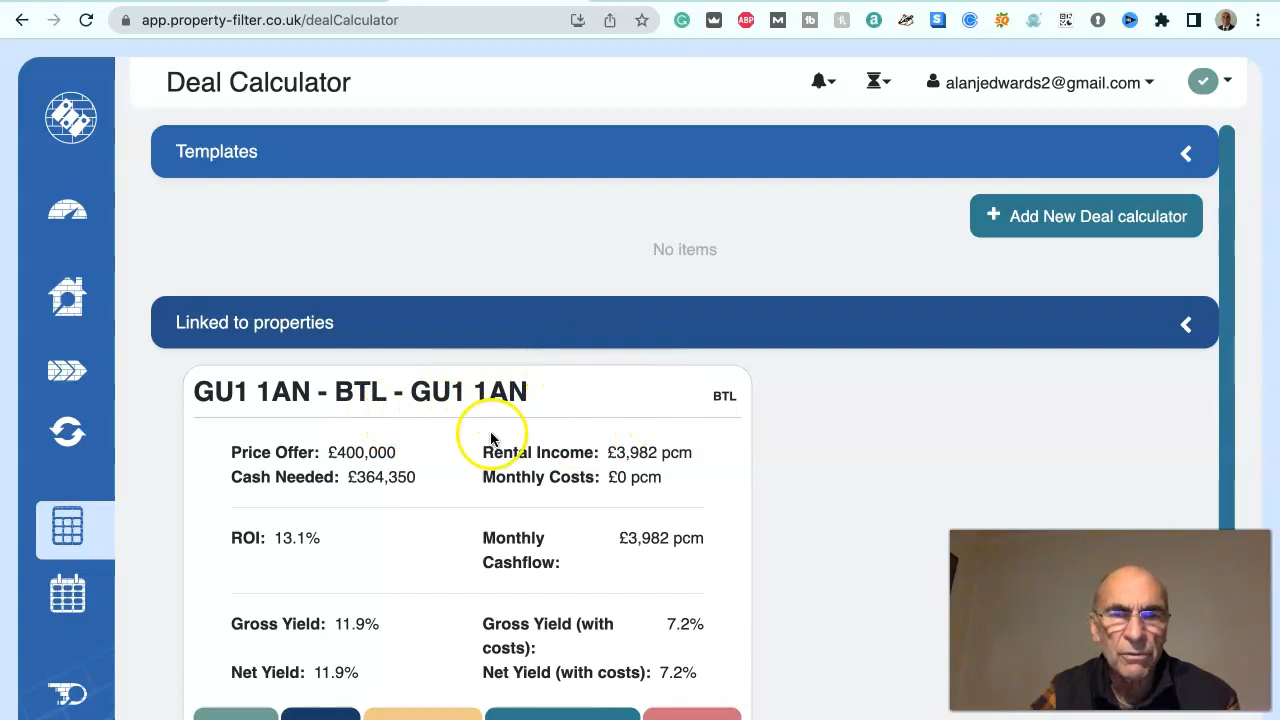 app.property-filter.co.uk/dealCalculator
Deal Calculator
alanjedwards2@gmail.com
Templates
+ Add New Deal calculator
No items
Linked to properties
GU1 1AN - BTL - GU1 1AN
BTL
Price Offer: £400,000
Rental Income: £3,982 pcm
Cash Needed: £364,350
Monthly Costs: £0 pcm
ROI: 13.1%
Monthly Cashflow: £3,982 pcm
Gross Yield: 11.9%
Gross Yield (with costs): 7.2%
Net Yield: 11.9%
Net Yield (with costs): 7.2%